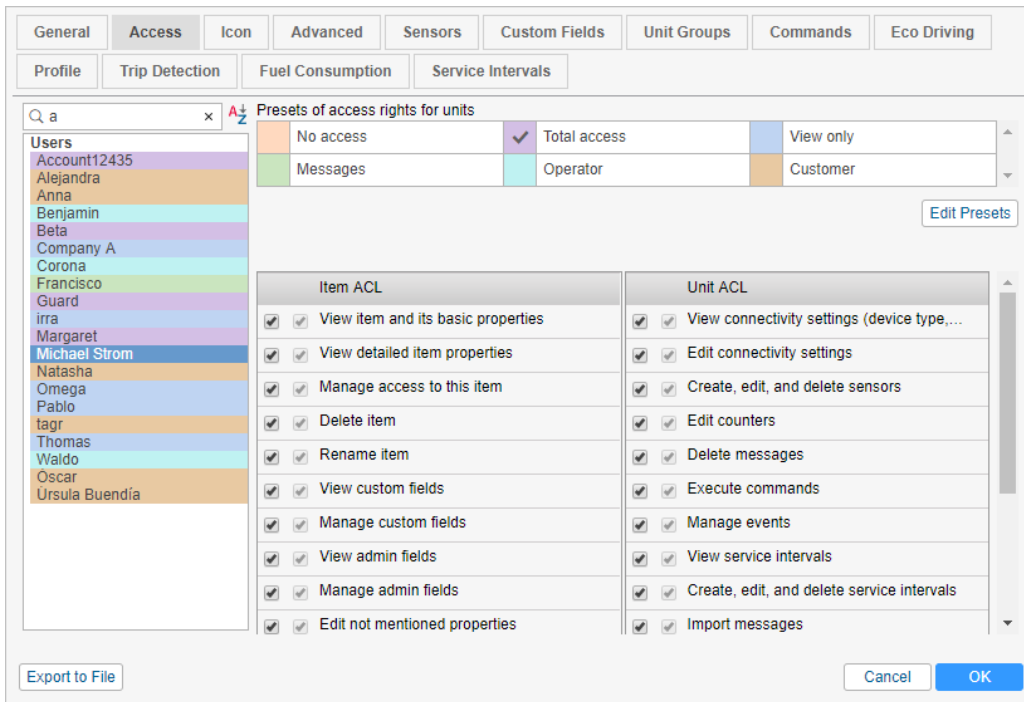 General
Access
Icon
Advanced
Sensors
Custom Fields
Unit Groups
Commands
Eco Driving
Profile
Trip Detection
Fuel Consumption
Service Intervals
a
×
A
Z
Users
Account12435
Alejandra
Anna
Benjamin
Beta
Company A
Corona
Francisco
Guard
irra
Margaret
Michael Strom
Natasha
Omega
Pablo
tagr
Thomas
Waldo
Óscar
Úrsula Buendía
Presets of access rights for units
No access
Total access
View only
Messages
Operator
Customer
Edit Presets
Item ACL
View item and its basic properties
View detailed item properties
Manage access to this item
Delete item
Rename item
View custom fields
Manage custom fields
View admin fields
Manage admin fields
Edit not mentioned properties
Unit ACL
View connectivity settings (device type,...
Edit connectivity settings
Create, edit, and delete sensors
Edit counters
Delete messages
Execute commands
Manage events
View service intervals
Create, edit, and delete service intervals
Import messages
Export to File
Cancel
OK